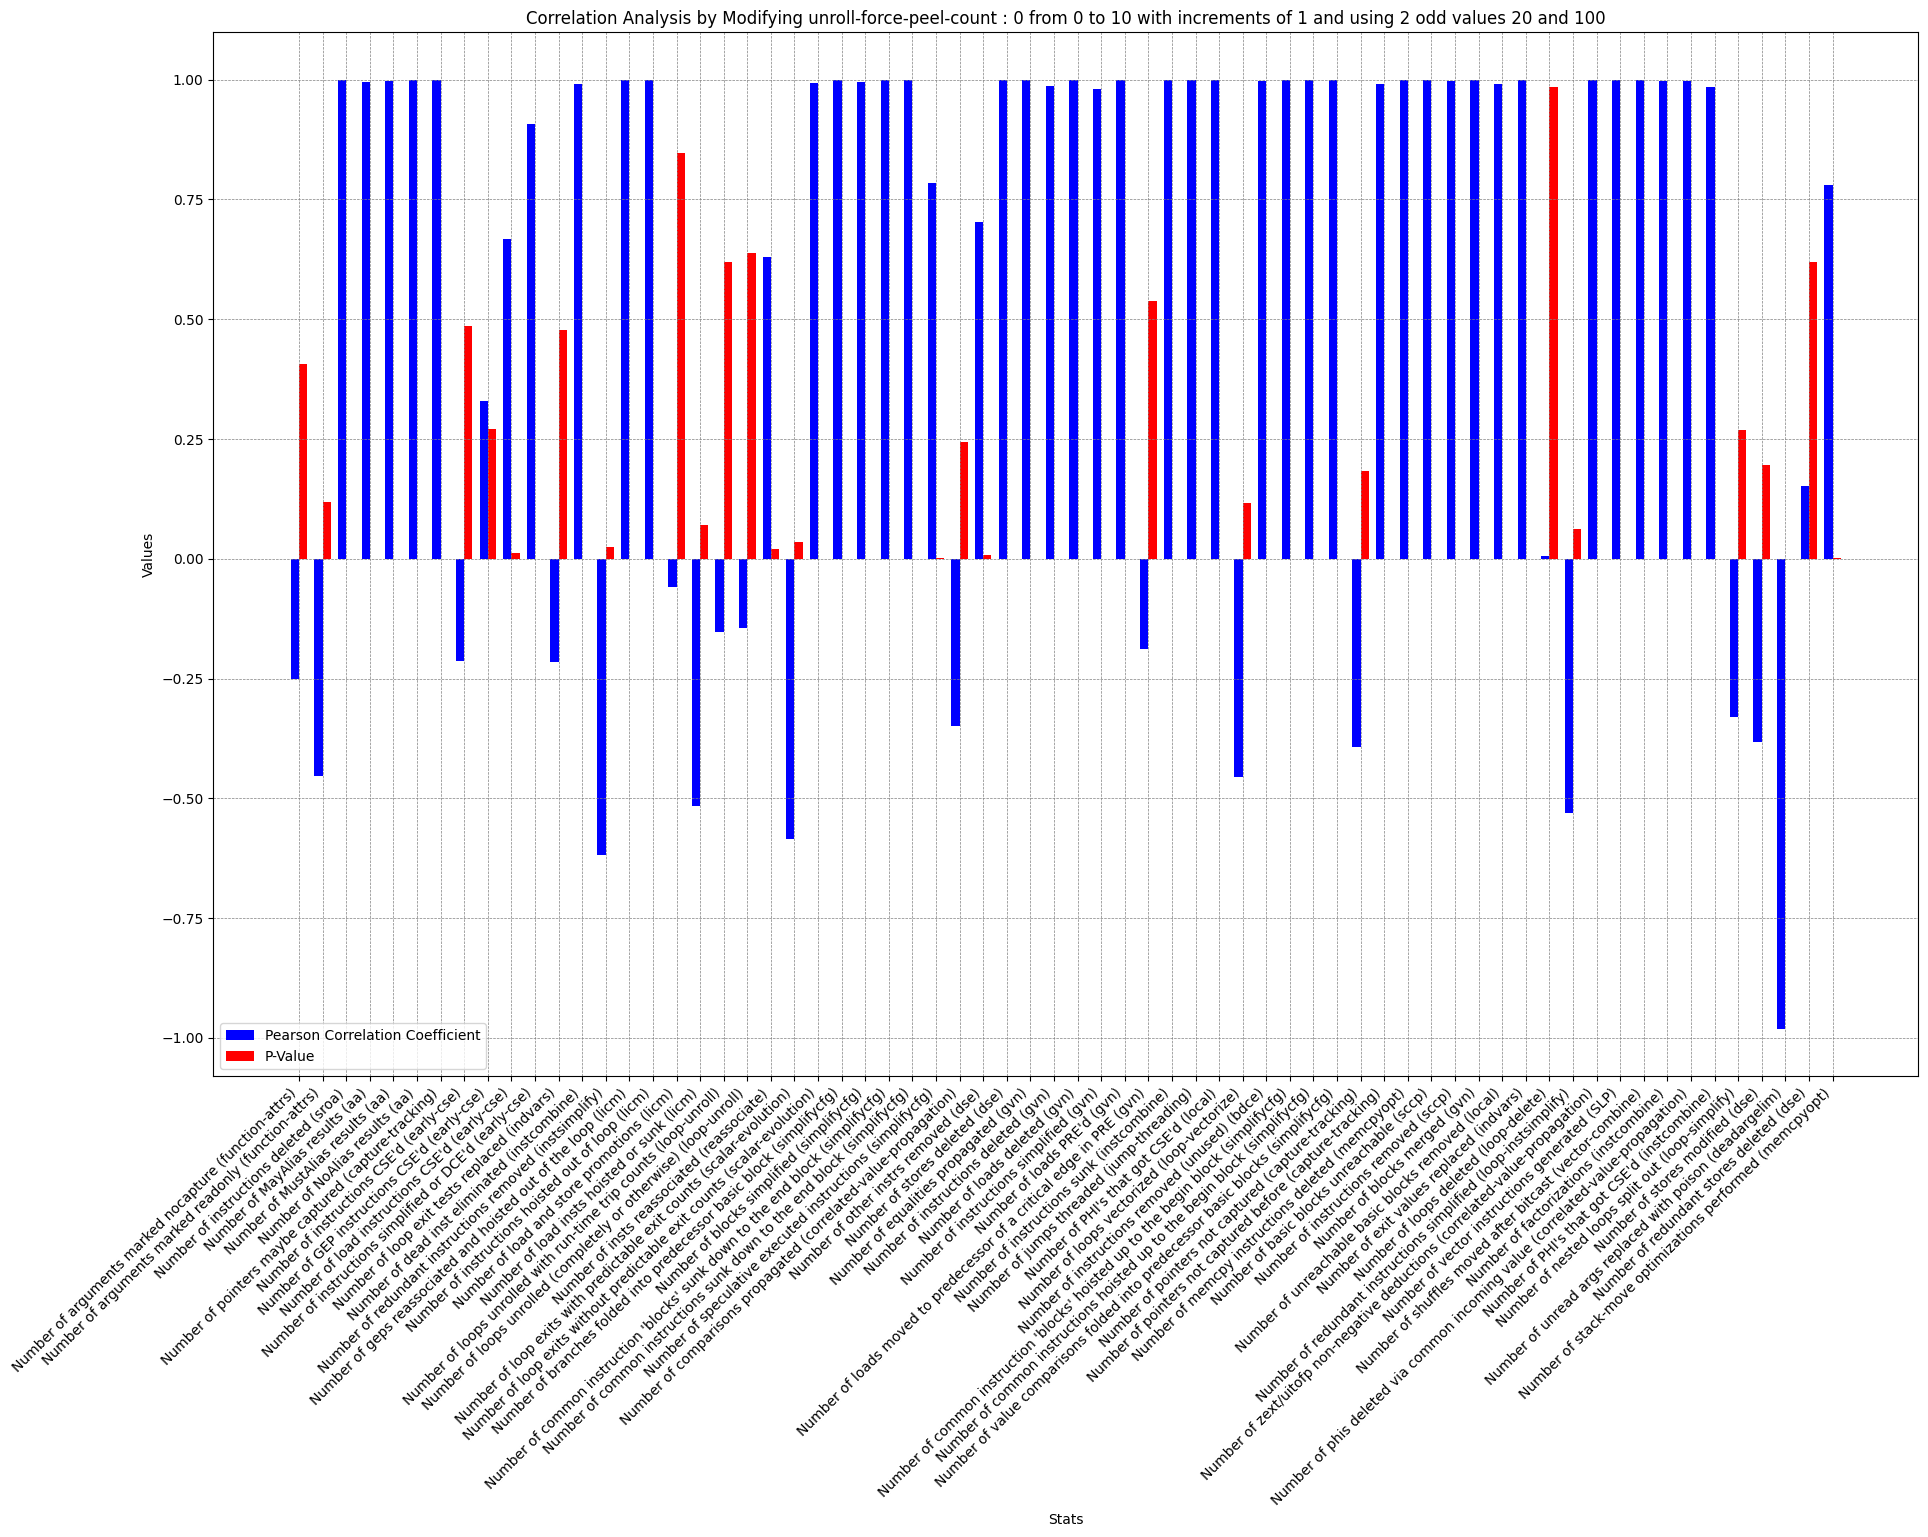 Correlation Analysis by Modifying unroll-force-peel-count : 0 from 0 to 10 with increments of 1 and using 2 odd values 20 and 100
Values
1.00
0.75
0.50
0.25
0.00
−0.25
−0.50
−0.75
−1.00
Pearson Correlation Coefficient
P-Value
Number of arguments marked nocapture (function-attrs)
Number of arguments marked readonly (function-attrs)
Number of instructions deleted (sroa)
Number of MayAlias results (aa)
Number of MustAlias results (aa)
Number of NoAlias results (aa)
Number of pointers maybe captured (capture-tracking)
Number of instructions CSE'd (early-cse)
Number of GEP instructions CSE'd (early-cse)
Number of load instructions CSE'd (early-cse)
Number of instructions simplified or DCE'd (early-cse)
Number of loop exit tests replaced (indvars)
Number of dead inst eliminated (instcombine)
Number of redundant instructions removed (instsimplify)
Number of geps reassociated and hoisted out of the loop (licm)
Number of instructions hoisted out of loop (licm)
Number of load and store promotions (licm)
Number of load insts hoisted or sunk (licm)
Number of loops unrolled with run-time trip counts (loop-unroll)
Number of loops unrolled (completely or otherwise) (loop-unroll)
Number of insts reassociated (reassociate)
Number of loop exits with predictable exit counts (scalar-evolution)
Number of loop exits without predictable exit counts (scalar-evolution)
Number of branches folded into predecessor basic block (simplifycfg)
Number of blocks simplified (simplifycfg)
Number of common instruction 'blocks' sunk down to the end block (simplifycfg)
Number of common instructions sunk down to the end block (simplifycfg)
Number of speculative executed instructions (simplifycfg)
Number of comparisons propagated (correlated-value-propagation)
Number of other instrs removed (dse)
Number of stores deleted (dse)
Number of equalities propagated (gvn)
Number of instructions deleted (gvn)
Number of loads deleted (gvn)
Number of instructions simplified (gvn)
Number of loads PRE'd (gvn)
Number of loads moved to predecessor of a critical edge in PRE (gvn)
Number of instructions sunk (instcombine)
Number of jumps threaded (jump-threading)
Number of PHI's that got CSE'd (local)
Number of loops vectorized (loop-vectorize)
Number of instructions removed (unused) (bdce)
Number of common instruction 'blocks' hoisted up to the begin block (simplifycfg)
Number of common instructions hoisted up to the begin block (simplifycfg)
Number of value comparisons folded into predecessor basic blocks (simplifycfg)
Number of pointers not captured (capture-tracking)
Number of pointers not captured before (capture-tracking)
Number of memcpy instructions deleted (memcpyopt)
Number of basic blocks unreachable (sccp)
Number of instructions removed (sccp)
Number of blocks merged (gvn)
Number of unreachable basic blocks removed (local)
Number of exit values replaced (indvars)
Number of loops deleted (loop-delete)
Number of redundant instructions simplified (loop-instsimplify)
Number of zext/uitofp non-negative deductions (correlated-value-propagation)
Number of vector instructions generated (SLP)
Number of shuffles moved after bitcast (vector-combine)
Number of factorizations (instcombine)
Number of phis deleted via common incoming value (correlated-value-propagation)
Number of PHI's that got CSE'd (instcombine)
Number of nested loops split out (loop-simplify)
Number of stores modified (dse)
Number of unread args replaced with poison (deadargelim)
Number of redundant stores deleted (dse)
Number of stack-move optimizations performed (memcpyopt)
Stats